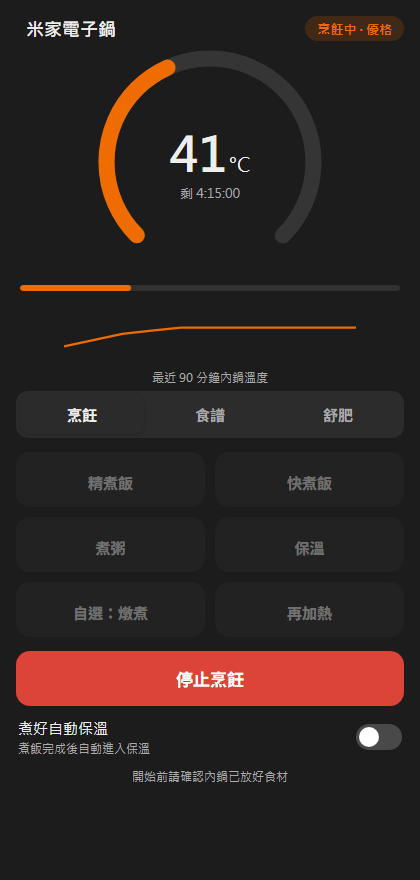 米家電子鍋
烹飪中 · 優格
41°C
剩 4:15:00
最近 90 分鐘內鍋溫度
烹飪
食譜
舒肥
精煮飯
快煮飯
煮粥
保溫
自選：燉煮
再加熱
停止烹飪
煮好自動保溫
煮飯完成後自動進入保溫
開始前請確認內鍋已放好食材